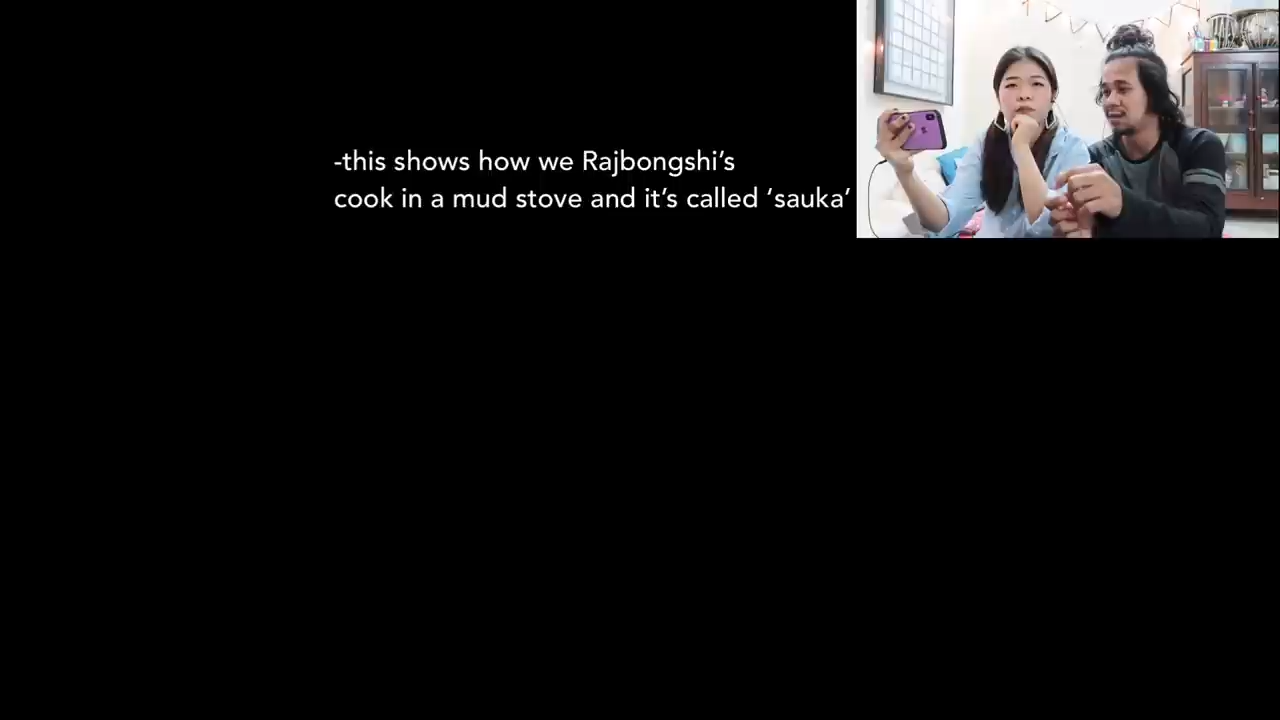 -this shows how we Rajbongshi’s
cook in a mud stove and it’s called ‘sauka’